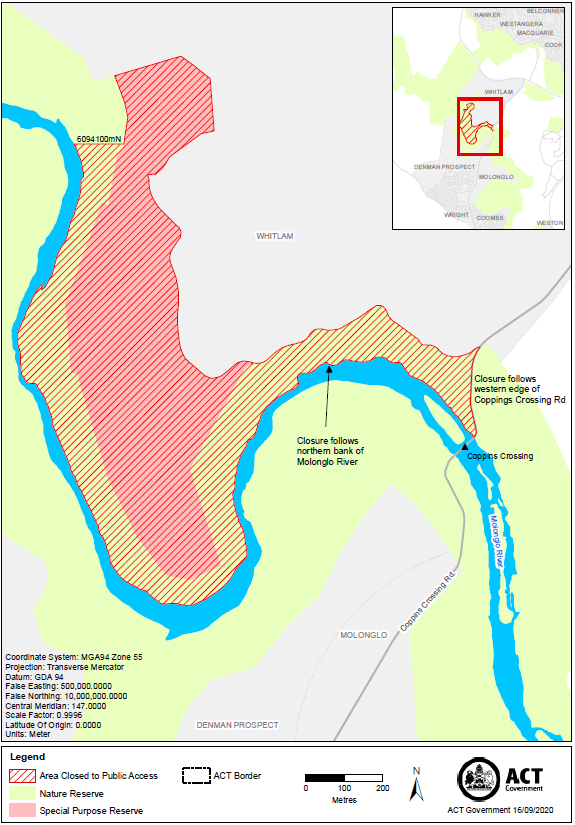 HAWKER
BELCONNEN
WEETANGERA
MACQUARIE
COOK
WHITLAM
DENMAN PROSPECT
MOLONGLO
WRIGHT
COOMBS
WESTON
6094100mN
WHITLAM
Closure follows
western edge of
Coppings Crossing Rd
Closure follows
northern bank of
Molonglo River
Coppins Crossing
Molonglo River
Coppins Crossing Rd
MOLONGLO
DENMAN PROSPECT
Coordinate System: MGA94 Zone 55
Projection: Transverse Mercator
Datum: GDA 94
False Easting: 500,000.0000
False Northing: 10,000,000.0000
Central Meridian: 147.0000
Scale Factor: 0.9996
Latitude Of Origin: 0.0000
Units: Meter
Legend
Area Closed to Public Access
ACT Border
Nature Reserve
Special Purpose Reserve
0 100 200
Metres
N
ACT
Government
ACT Government 16/09/2020